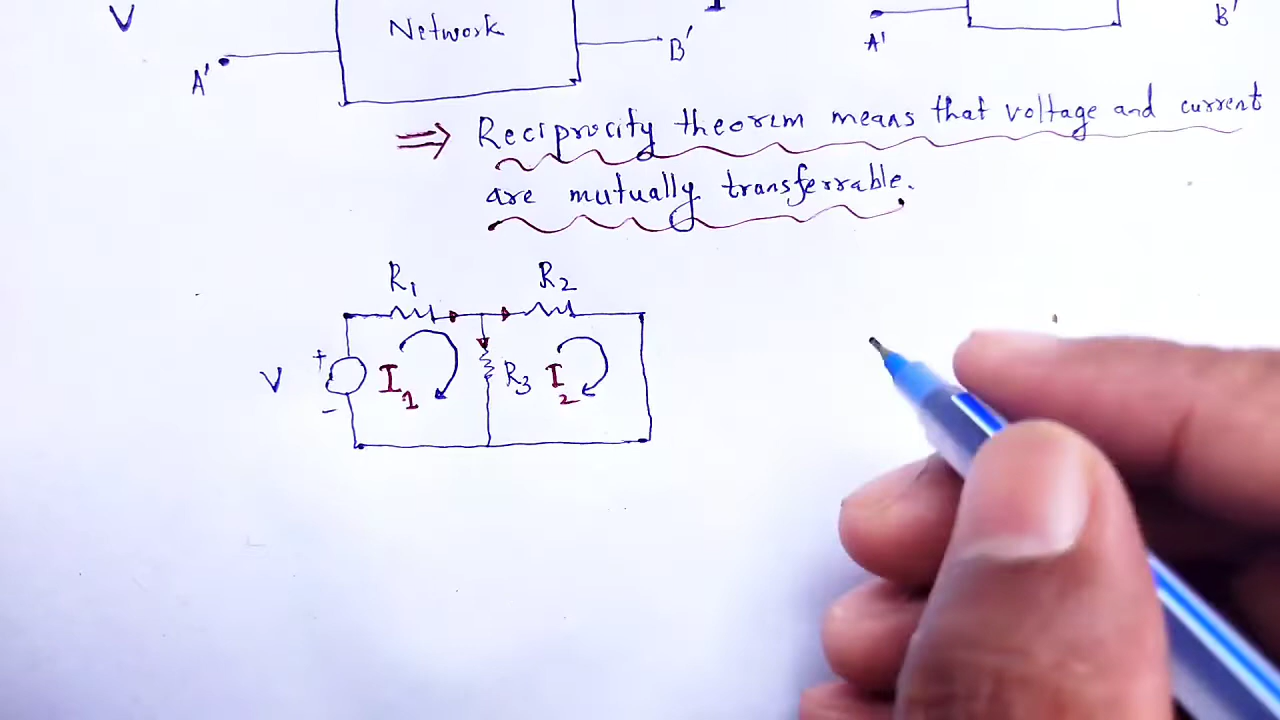 V
Network
I
A'
B'
A'
B'
⇒ Reciprocity theorem means that voltage and current
are mutually transferrable.
R1
R2
+
V
I1
R3
I2
-